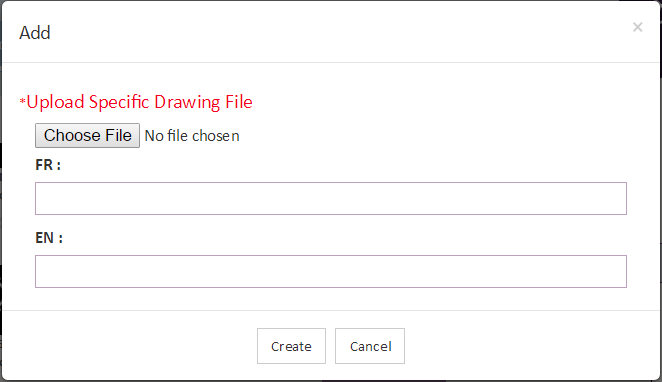 Add
×
*Upload Specific Drawing File
Choose File No file chosen
FR :
EN :
Create Cancel